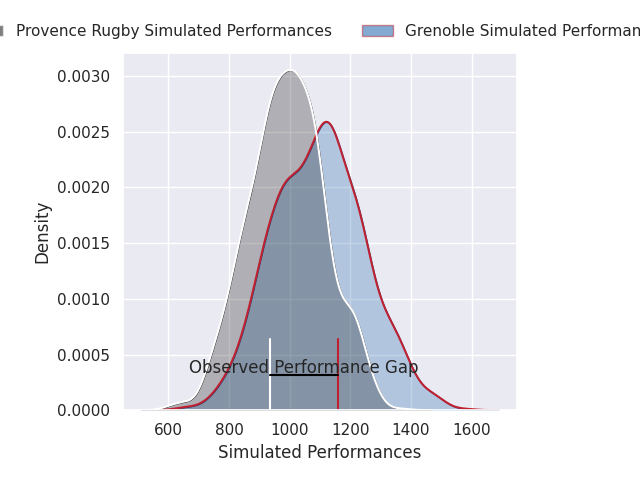 Provence Rugby Simulated Performances
Grenoble Simulated
0.0030
0.0025
0.0020
0.0015
0.0010
0.0005
0.0000
Density
Observed Performance Gap
600 800 1000 1200 1400 1600
Simulated Performances